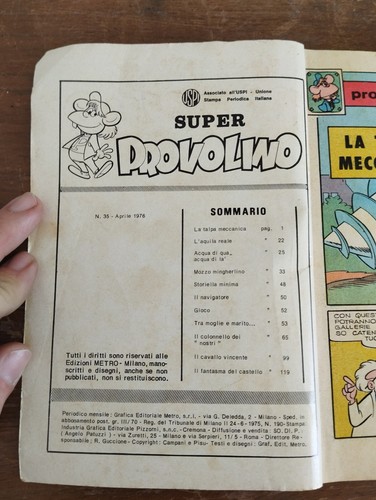 USPI
Associato all'USPI - Unione
Stampa Periodica Italiana
SUPER
PROVOLINO
N. 35 - Aprile 1976
SOMMARIO
La talpa meccanica pag. 1
L'aquila reale " 22
Acqua di qua,
acqua di là " 25
Mozzo mingherlino " 33
Storiella minima " 48
Il navigatore " 50
Gioco " 52
Tra moglie e marito... " 53
Il colonnello dei
" nostri " " 65
Il cavallo vincente " 99
Il fantasma del castello " 119
Tutti i diritti sono riservati alle
Edizioni METRO - Milano, mano-
scritti e disegni, anche se non
pubblicati, non si restituiscono.
Periodico mensile: Grafica Editoriale Metro, s.r.l. - via G. Deledda, 2 - Milano - Sped. in
abbonamento post. gr. III/70 - Reg. del Tribunale di Milano il 24-6-1975, N. 190 - Stampa:
Industria Grafica Editoriale Pizzorni, s.n.c. - Cremona - Diffusione e vendita: SO. DI. P.
(Angelo Patuzzi) - via Zuretti, 25 - Milano e via Serpieri, 11/5 - Roma - Direttore Re-
sponsabile: R. Guccione - Copyright: Campani e Pisu - Testi e disegni: Graf. Edit. Metro.
pro
LA
MECC
CON QUEST
POTRANNO
GALLERIE
SO CATEN
TUC